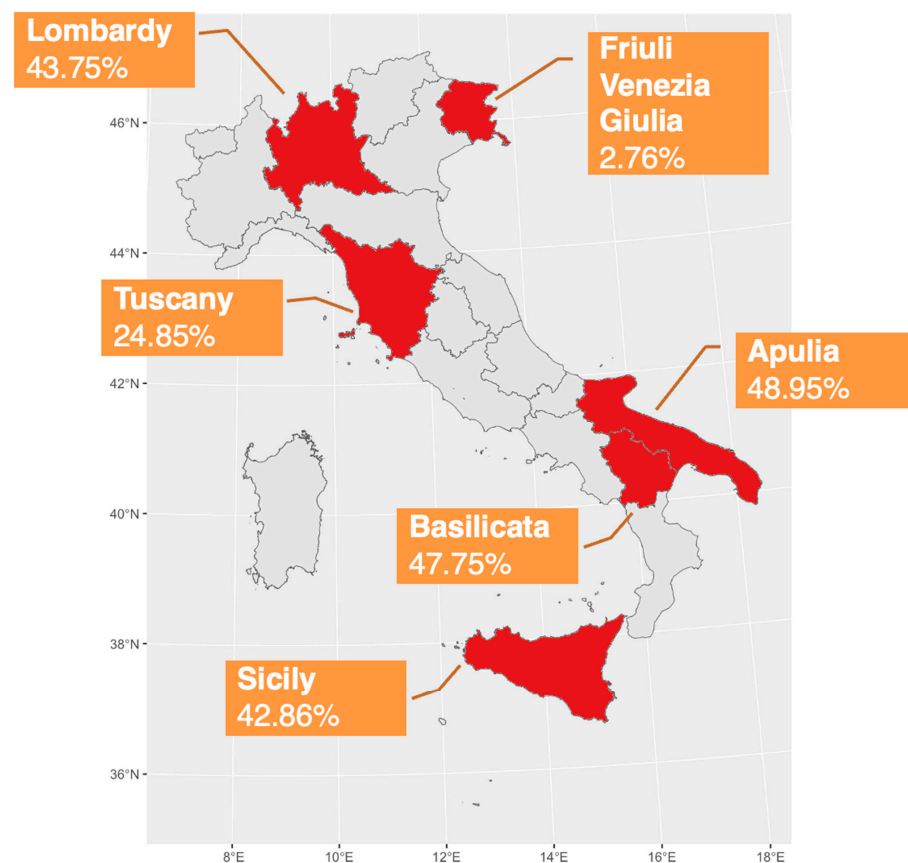 Lombardy
43.75%
Friuli
Venezia
Giulia
2.76%
46°N
44°N
Tuscany
24.85%
Apulia
48.95%
42°N
40°N
Basilicata
47.75%
38°N
Sicily
42.86%
36°N
8°E
10°E
12°E
14°E
16°E
18°E